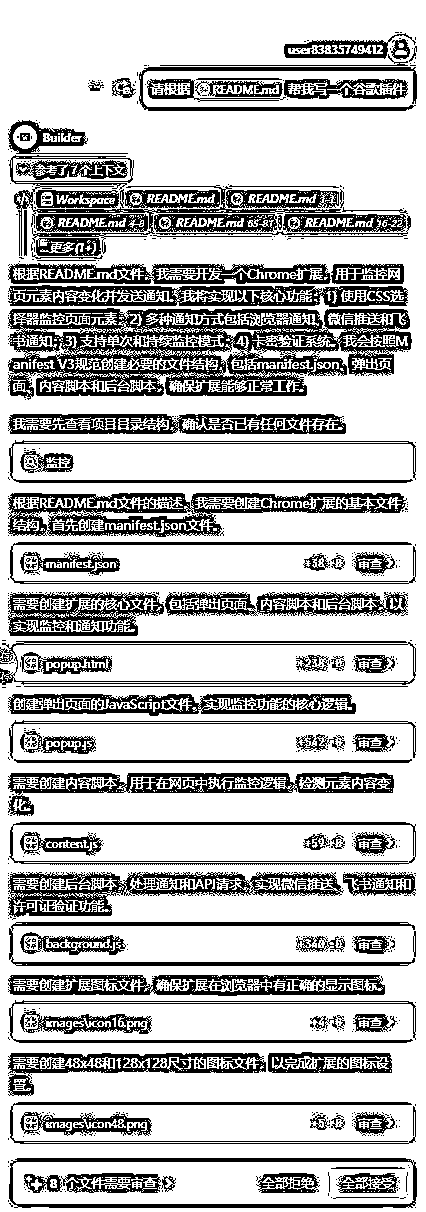 user83835749412
请根据 README.md 帮我写一个谷歌插件
Builder
参考了7个上下文
Workspace README.md README.md 1-1
README.md 2-3 README.md 65-87 README.md 16-22
更多(1+)
根据README.md文件，我需要开发一个Chrome扩展，用于监控网
页元素内容变化并发送通知。我将实现以下核心功能：1) 使用CSS选
择器监控页面元素；2) 多种通知方式包括浏览器通知、微信推送和飞
书通知；3) 支持单次和持续监控模式；4) 卡密验证系统。我会按照M
anifest V3规范创建必要的文件结构，包括manifest.json、弹出页
面、内容脚本和后台脚本，确保扩展能够正常工作。
我需要先查看项目目录结构，确认是否已有任何文件存在。
监控
根据README.md文件的描述，我需要创建Chrome扩展的基本文件
结构，首先创建manifest.json文件。
manifest.json 审查
需要创建扩展的核心文件，包括弹出页面、内容脚本和后台脚本，以
实现监控和通知功能。
popup.html 审查
创建弹出页面的JavaScript文件，实现监控功能的核心逻辑。
popup.js 审查
需要创建内容脚本，用于在网页中执行监控逻辑，检测元素内容变
化。
content.js 审查
需要创建后台脚本，处理通知和API请求，实现微信推送、飞书通知和
许可证验证功能。
background.js 审查
需要创建扩展图标文件，确保扩展在浏览器中有正确的显示图标。
images\icon16.png 审查
需要创建48x48和128x128尺寸的图标文件，以完成扩展的图标设
置。
images\icon48.png 审查
8 个文件需要审查 全部拒绝 全部接受